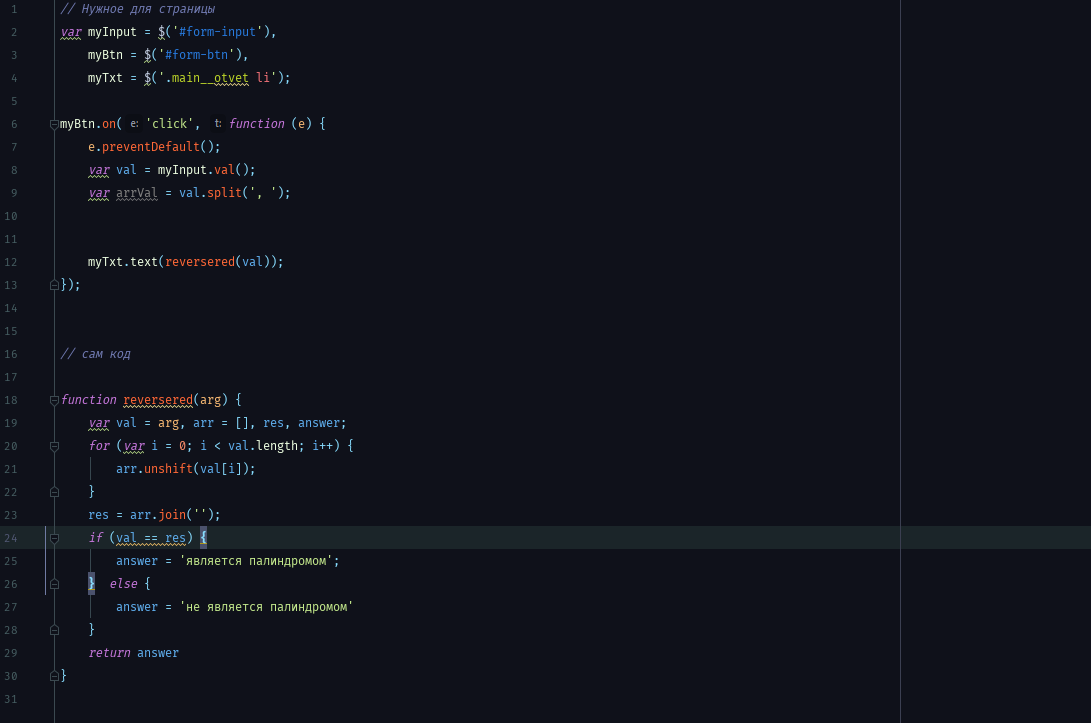 1 // Нужное для страницы
2 var myInput = $('#form-input'),
3     myBtn = $('#form-btn'),
4     myTxt = $('.main__otvet li');
5
6 myBtn.on( e: 'click', t: function (e) {
7     e.preventDefault();
8     var val = myInput.val();
9     var arrVal = val.split(', ');
10
11
12     myTxt.text(reversered(val));
13 });
14
15
16 // сам код
17
18 function reversered(arg) {
19     var val = arg, arr = [], res, answer;
20     for (var i = 0; i < val.length; i++) {
21         arr.unshift(val[i]);
22     }
23     res = arr.join('');
24     if (val == res) {
25         answer = 'является палиндромом';
26     }  else {
27         answer = 'не является палиндромом'
28     }
29     return answer
30 }
31